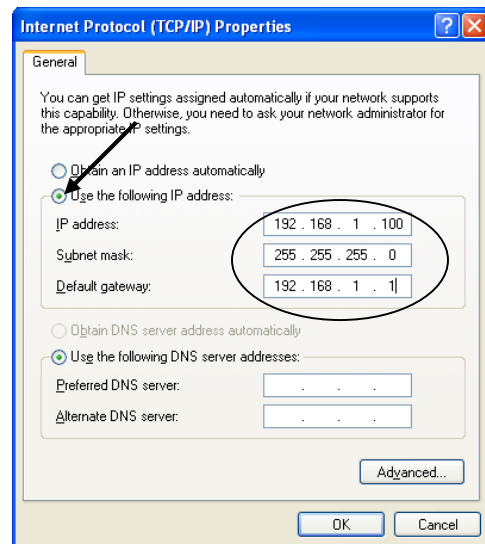 Internet Protocol (TCP/IP) Properties
General
You can get IP settings assigned automatically if your network supports
this capability. Otherwise, you need to ask your network administrator for
the appropriate IP settings.
Obtain an IP address automatically
Use the following IP address:
IP address: 192 . 168 . 1 . 100
Subnet mask: 255 . 255 . 255 . 0
Default gateway: 192 . 168 . 1 . 1
Obtain DNS server address automatically
Use the following DNS server addresses:
Preferred DNS server: . . .
Alternate DNS server: . . .
Advanced...
OK Cancel